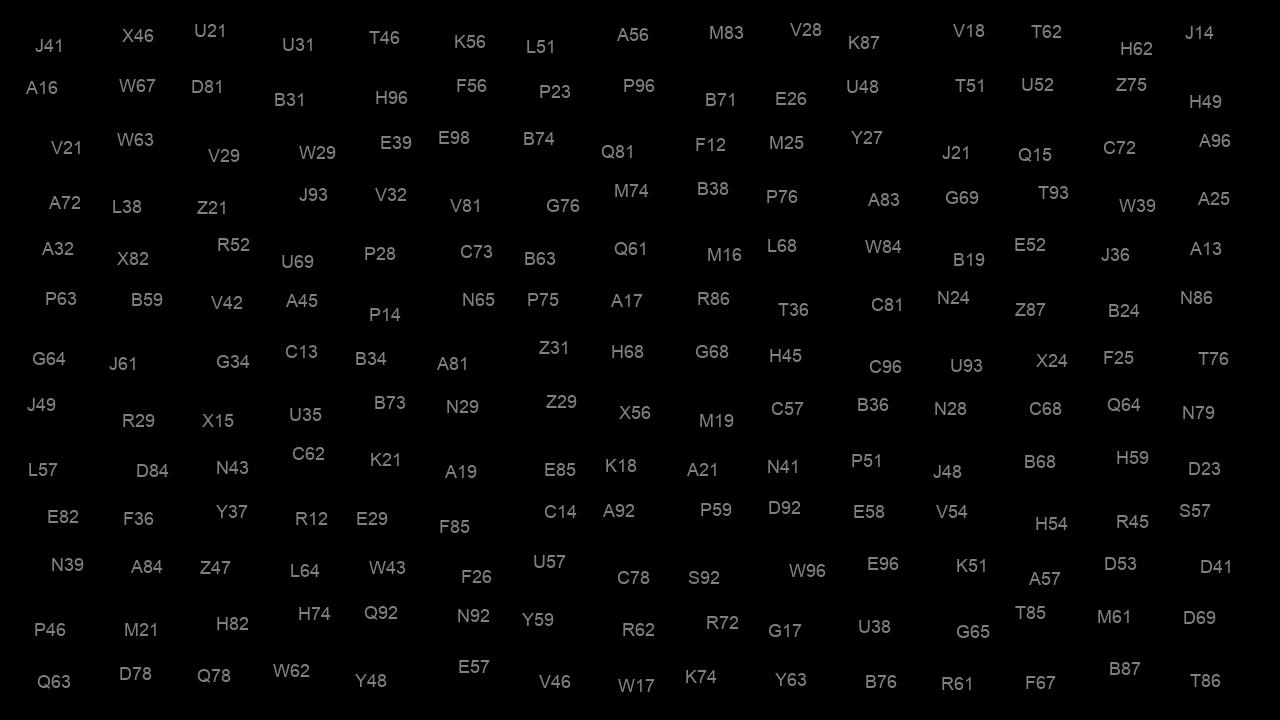 J41 X46 U21 U31 T46 K56 L51 A56 M83 V28 K87 V18 T62 H62 J14
A16 W67 D81 B31 H96 F56 P23 P96 B71 E26 U48 T51 U52 Z75 H49
V21 W63 V29 W29 E39 E98 B74 Q81 F12 M25 Y27 J21 Q15 C72 A96
A72 L38 Z21 J93 V32 V81 G76 M74 B38 P76 A83 G69 T93 W39 A25
A32 X82 R52 U69 P28 C73 B63 Q61 M16 L68 W84 B19 E52 J36 A13
P63 B59 V42 A45 P14 N65 P75 A17 R86 T36 C81 N24 Z87 B24 N86
G64 J61 G34 C13 B34 A81 Z31 H68 G68 H45 C96 U93 X24 F25 T76
J49 R29 X15 U35 B73 N29 Z29 X56 M19 C57 B36 N28 C68 Q64 N79
L57 D84 N43 C62 K21 A19 E85 K18 A21 N41 P51 J48 B68 H59 D23
E82 F36 Y37 R12 E29 F85 C14 A92 P59 D92 E58 V54 H54 R45 S57
N39 A84 Z47 L64 W43 F26 U57 C78 S92 W96 E96 K51 A57 D53 D41
P46 M21 H82 H74 Q92 N92 Y59 R62 R72 G17 U38 G65 T85 M61 D69
Q63 D78 Q78 W62 Y48 E57 V46 W17 K74 Y63 B76 R61 F67 B87 T86